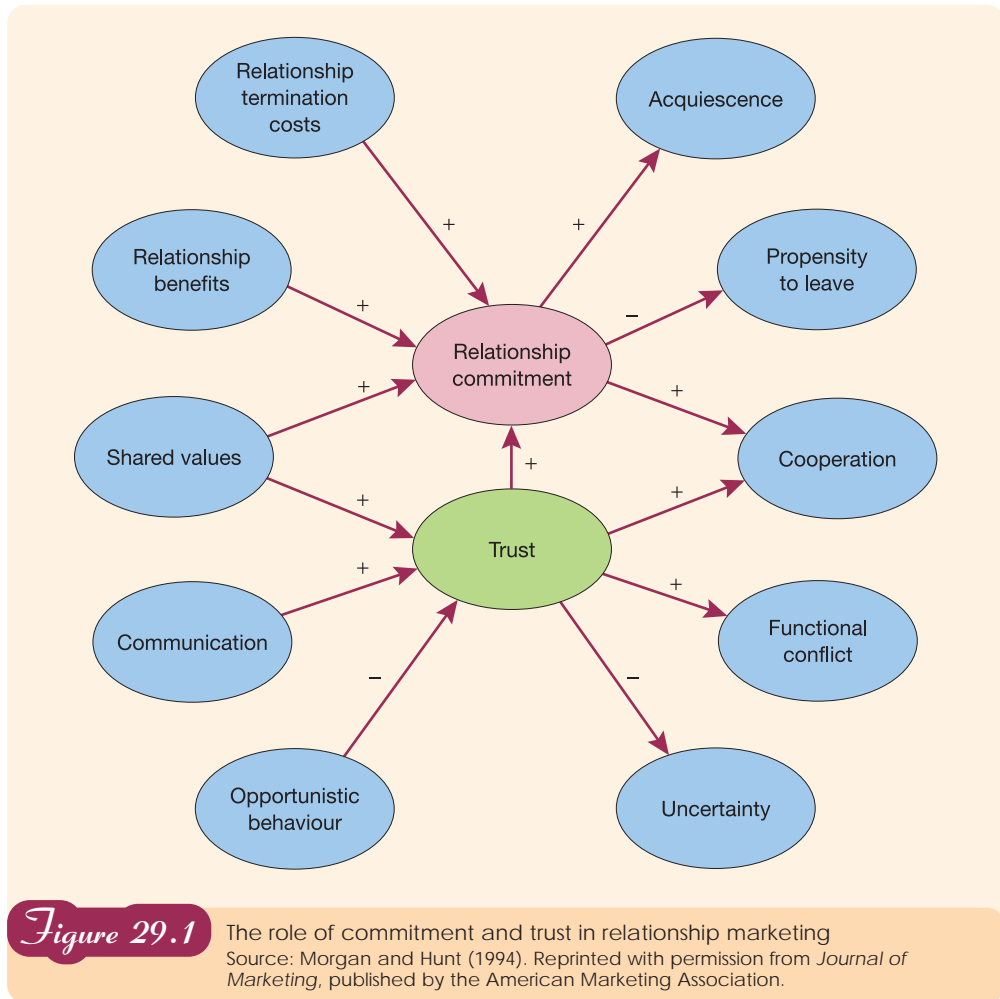 Relationship
termination
costs
Acquiescence
+
+
Relationship
benefits
Propensity
to leave
+
–
Relationship
commitment
+
+
Shared values
Cooperation
+
+
+
Trust
+
+
Communication
Functional
conflict
–
–
Opportunistic
behaviour
Uncertainty
Figure 29.1
The role of commitment and trust in relationship marketing
Source: Morgan and Hunt (1994). Reprinted with permission from Journal of
Marketing, published by the American Marketing Association.